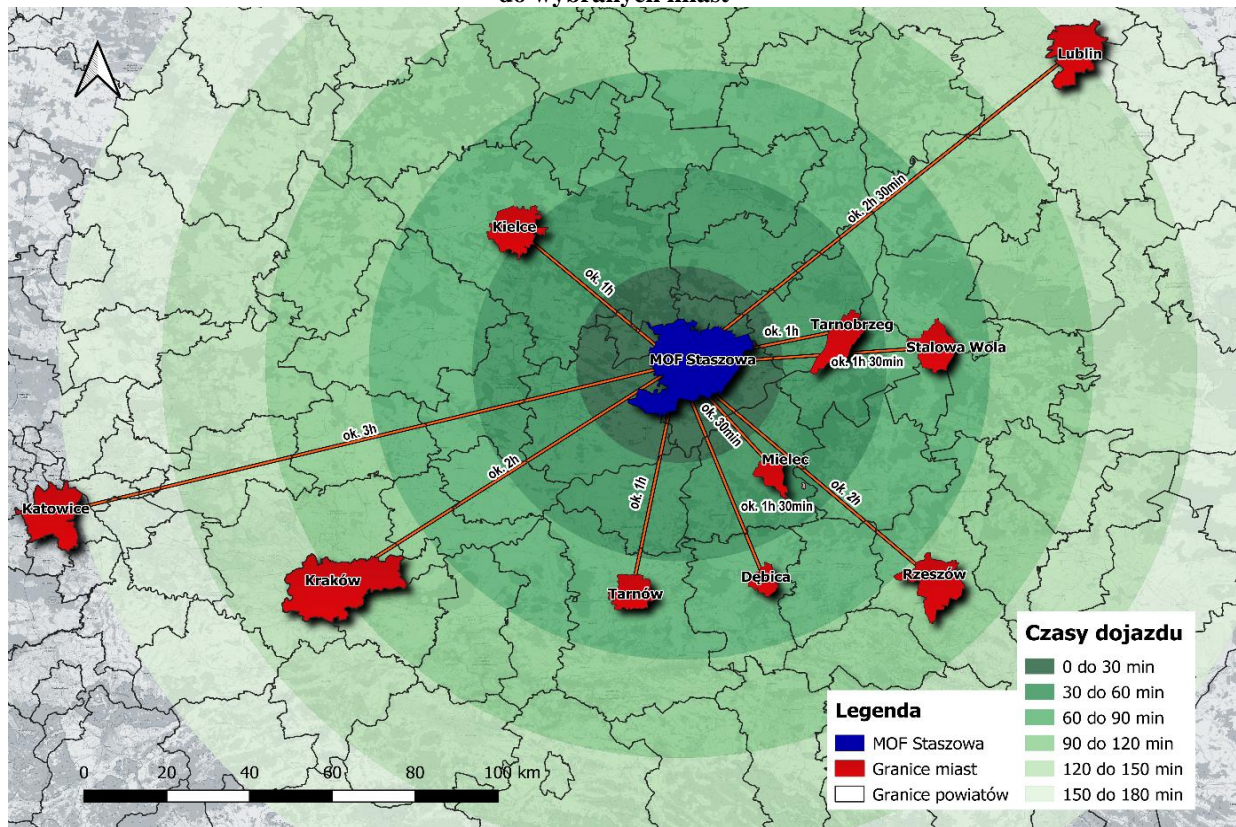 do wybranych miast
Lublin
ok. 2h 30min
Kielce
ok. 1h
Tarnobrzeg
ok. 1h
Stalowa Wola
MOF Staszowa
ok. 1h 30min
ok. 30min
ok. 3h
Mielec
ok. 2h
ok. 1h
ok. 2h
Katowice
ok. 1h 30min
Kraków
Tarnów
Dębica
Rzeszów
Czasy dojazdu
0 do 30 min
30 do 60 min
60 do 90 min
90 do 120 min
120 do 150 min
150 do 180 min
Legenda
MOF Staszowa
Granice miast
Granice powiatów
0 20 40 60 80 100 km